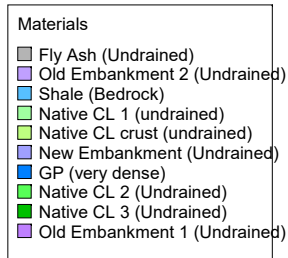 Materials
Fly Ash (Undrained)
Old Embankment 2 (Undrained)
Shale (Bedrock)
Native CL 1 (undrained)
Native CL crust (undrained)
New Embankment (Undrained)
GP (very dense)
Native CL 2 (Undrained)
Native CL 3 (Undrained)
Old Embankment 1 (Undrained)